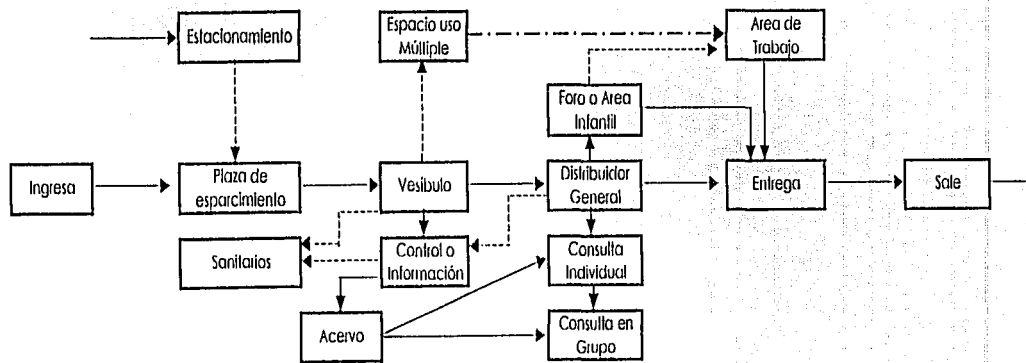 Estacionamiento
Espacio uso
Múltiple
Area de
Trabajo
Foro o Area
Infantil
Ingresa
Plaza de
esparcimiento
Vesibulo
Distribuidor
General
Entrega
Sale
Sanitarios
Control o
Información
Consulta
Individual
Acervo
Consulta en
Grupo